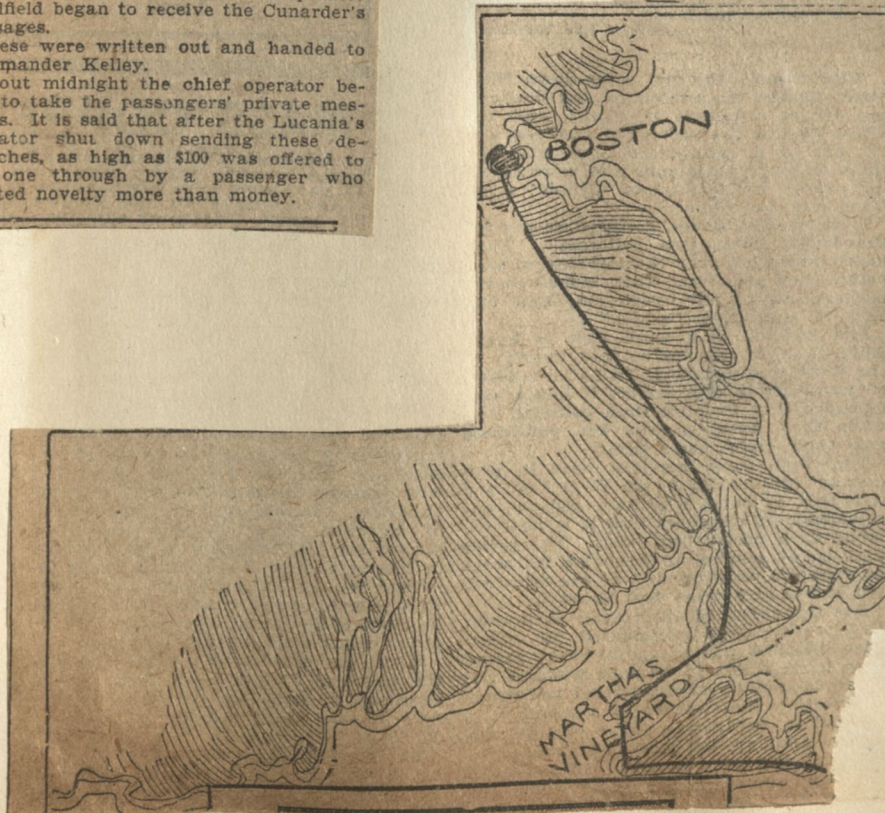 lfield began to receive the Cunarder's
sages.
ese were written out and handed to
mander Kelley.
out midnight the chief operator be-
to take the passengers' private mes-
s. It is said that after the Lucania's
ator shut down sending these de-
ches, as high as $100 was offered to
one through by a passenger who
ted novelty more than money.
BOSTON
MARTHAS
VINEYARD